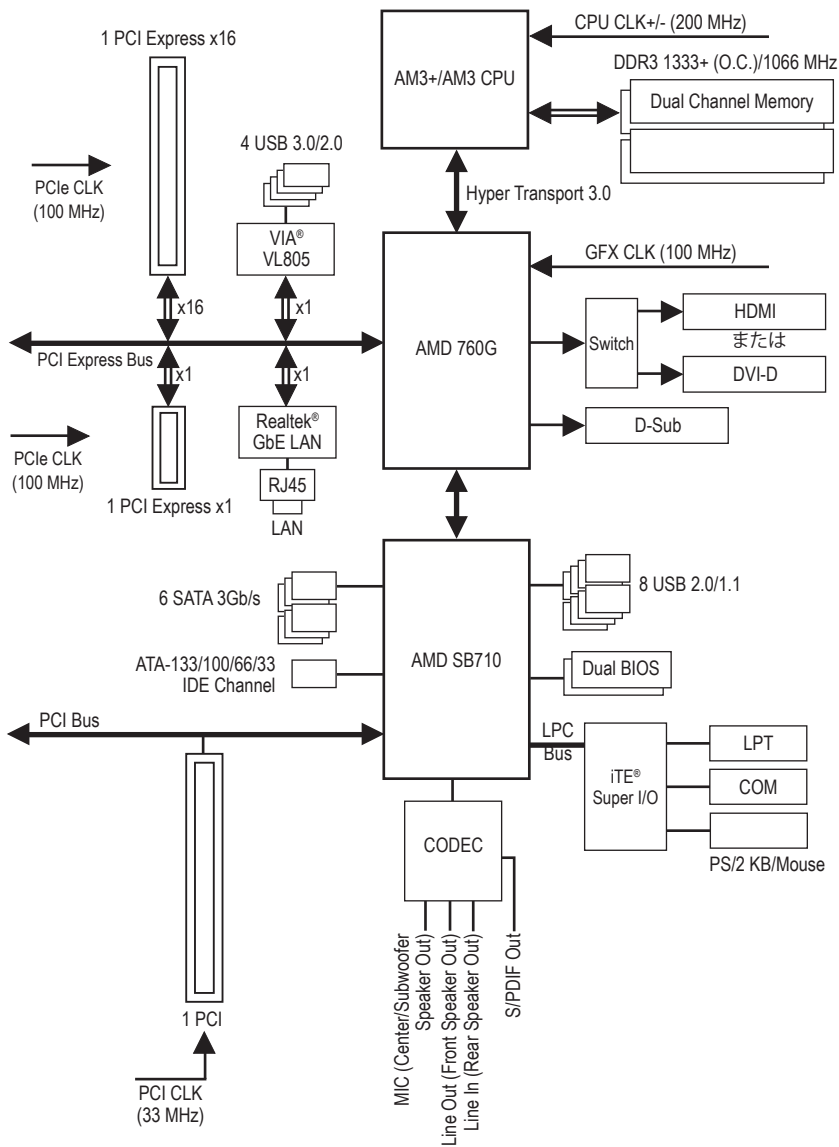 1 PCI Express x16
CPU CLK+/- (200 MHz)
DDR3 1333+ (O.C.)/1066 MHz
AM3+/AM3 CPU
Dual Channel Memory
4 USB 3.0/2.0
PCIe CLK
(100 MHz)
Hyper Transport 3.0
VIA®
VL805
GFX CLK (100 MHz)
x16
x1
HDMI
または
Switch
AMD 760G
PCI Express Bus
DVI-D
x1
x1
Realtek®
GbE LAN
D-Sub
PCIe CLK
(100 MHz)
RJ45
1 PCI Express x1
LAN
6 SATA 3Gb/s
8 USB 2.0/1.1
AMD SB710
ATA-133/100/66/33
IDE Channel
Dual BIOS
PCI Bus
LPC
Bus
LPT
iTE®
Super I/O
COM
CODEC
PS/2 KB/Mouse
MIC (Center/Subwoofer
Speaker Out)
Line Out (Front Speaker Out)
Line In (Rear Speaker Out)
S/PDIF Out
1 PCI
PCI CLK
(33 MHz)